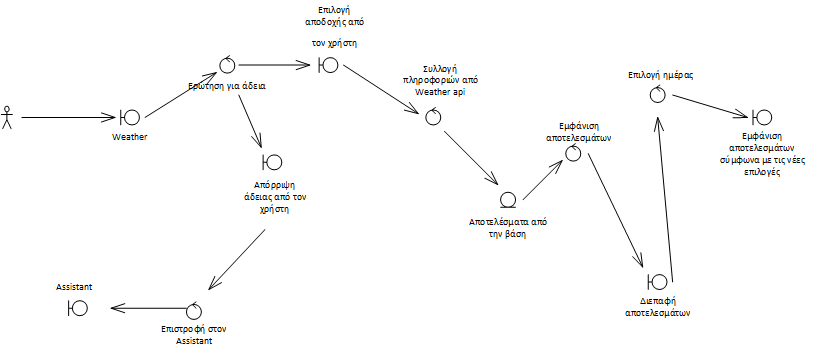 Επιλογή
αποδοχής από
τον χρήστη
Ερώτηση για άδεια
Weather
Συλλογή
πληροφοριών από
Weather api
Επιλογή ημέρας
Εμφάνιση
αποτελεσμάτων
Εμφάνιση
αποτελεσμάτων
σύμφωνα με τις νέες
επιλογές
Απόρριψη
άδειας από τον
χρήστη
Αποτελέσματα από
την βάση
Assistant
Επιστροφή στον
Assistant
Διεπαφή
αποτελεσμάτων